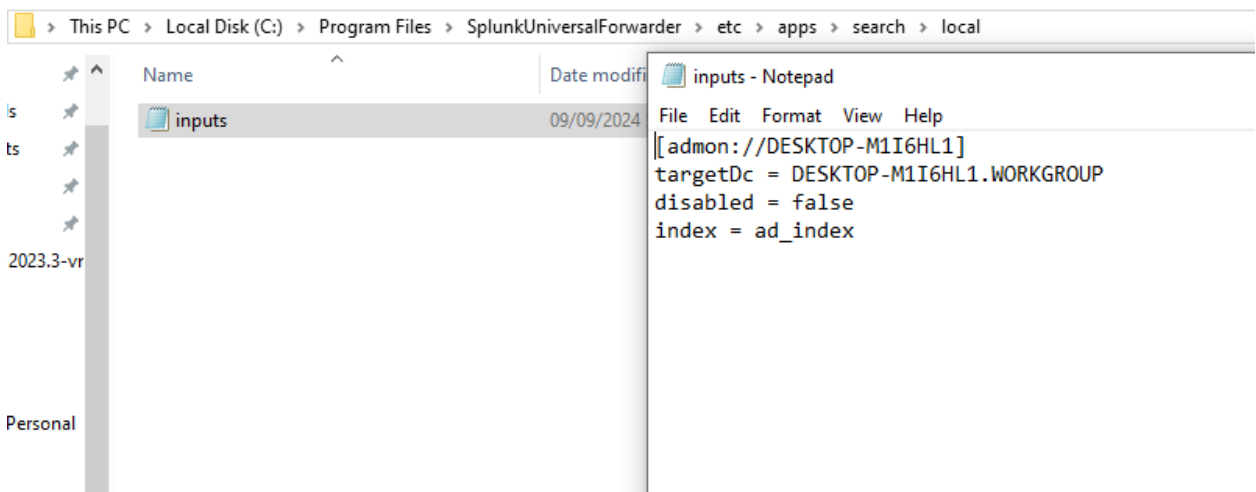 This PC > Local Disk (C:) > Program Files > SplunkUniversalForwarder > etc > apps > search > local
Name
Date modifi
inputs
09/09/2024
ls
ts
2023.3-vr
Personal
inputs - Notepad
File Edit Format View Help
[admon://DESKTOP-M1I6HL1]
targetDc = DESKTOP-M1I6HL1.WORKGROUP
disabled = false
index = ad_index